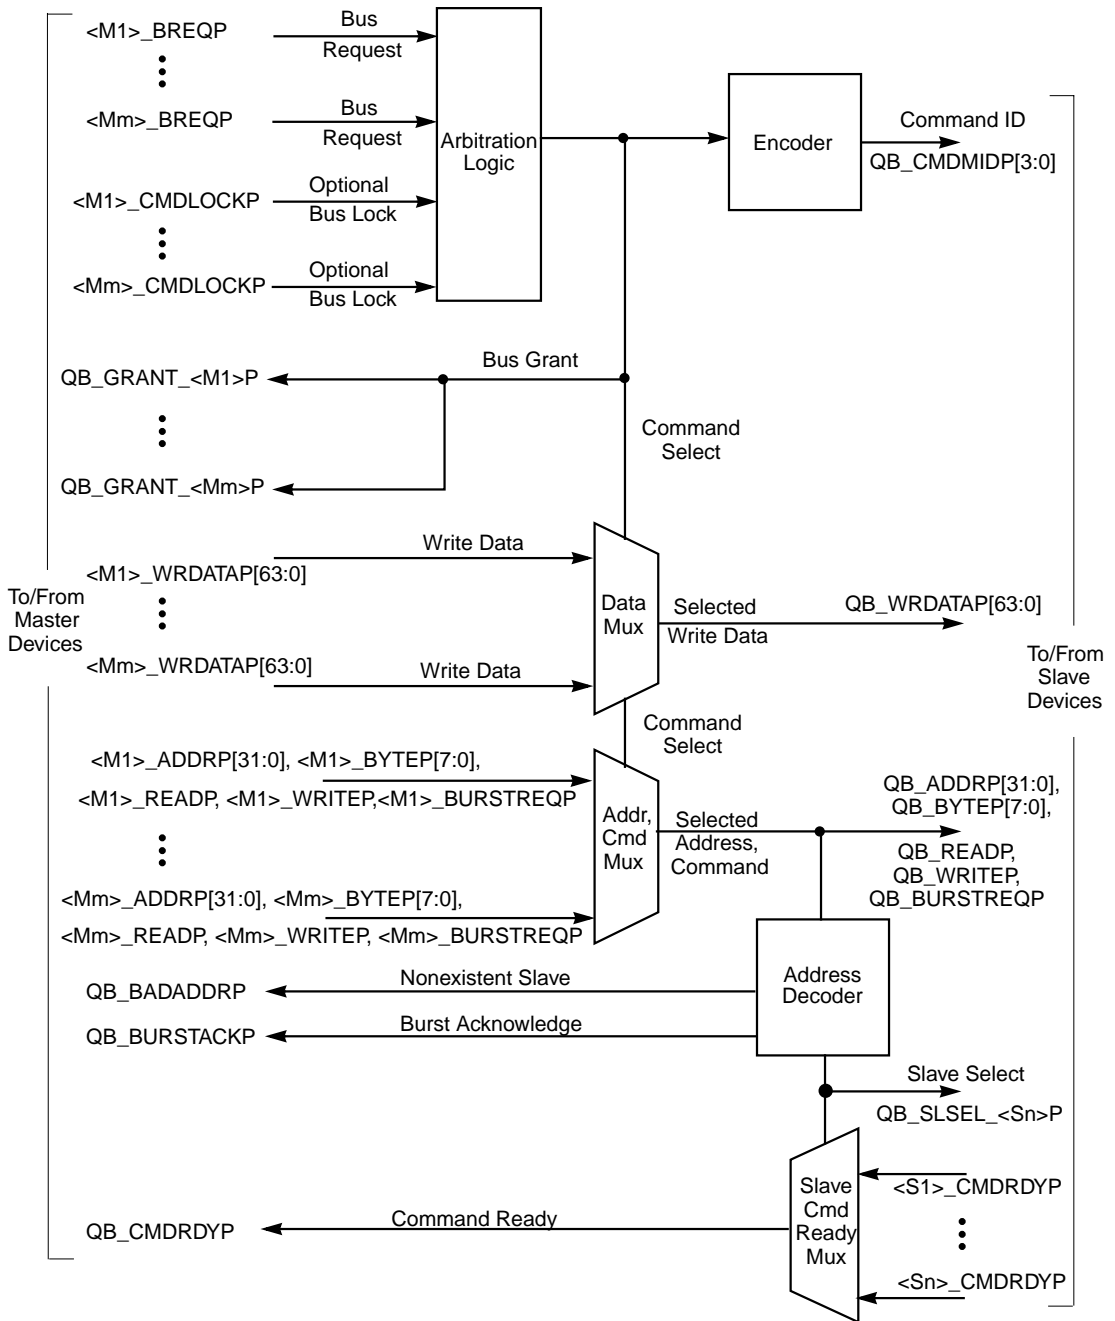 <M1>_BREQP
Bus
Request
<Mm>_BREQP
Bus
Request
<M1>_CMDLOCKP
Optional
Bus Lock
<Mm>_CMDLOCKP
Optional
Bus Lock
Arbitration
Logic
Encoder
Command ID
QB_CMDMIDP[3:0]
QB_GRANT_<M1>P
Bus Grant
QB_GRANT_<Mm>P
Command
Select
<M1>_WRDATAP[63:0]
Write Data
<Mm>_WRDATAP[63:0]
Write Data
Data
Mux
Selected
Write Data
QB_WRDATAP[63:0]
To/From
Master
Devices
To/From
Slave
Devices
Command
Select
<M1>_ADDRP[31:0], <M1>_BYTEP[7:0],
<M1>_READP, <M1>_WRITEP,<M1>_BURSTREQP
<Mm>_ADDRP[31:0], <Mm>_BYTEP[7:0],
<Mm>_READP, <Mm>_WRITEP, <Mm>_BURSTREQP
Addr,
Cmd
Mux
Selected
Address,
Command
QB_ADDRP[31:0],
QB_BYTEP[7:0],
QB_READP,
QB_WRITEP,
QB_BURSTREQP
Address
Decoder
QB_BADADDRP
Nonexistent Slave
QB_BURSTACKP
Burst Acknowledge
Slave Select
QB_SLSEL_<Sn>P
Slave
Cmd
Ready
Mux
<S1>_CMDRDYP
<Sn>_CMDRDYP
QB_CMDRDYP
Command Ready